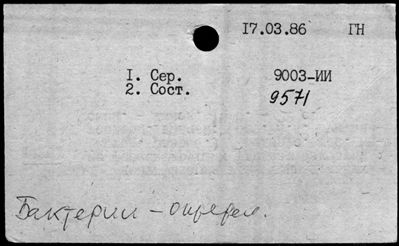 17.03.86 ГН
1. Сер. 9003-ИИ
2. Сост. 9571
Бактерии - определ.